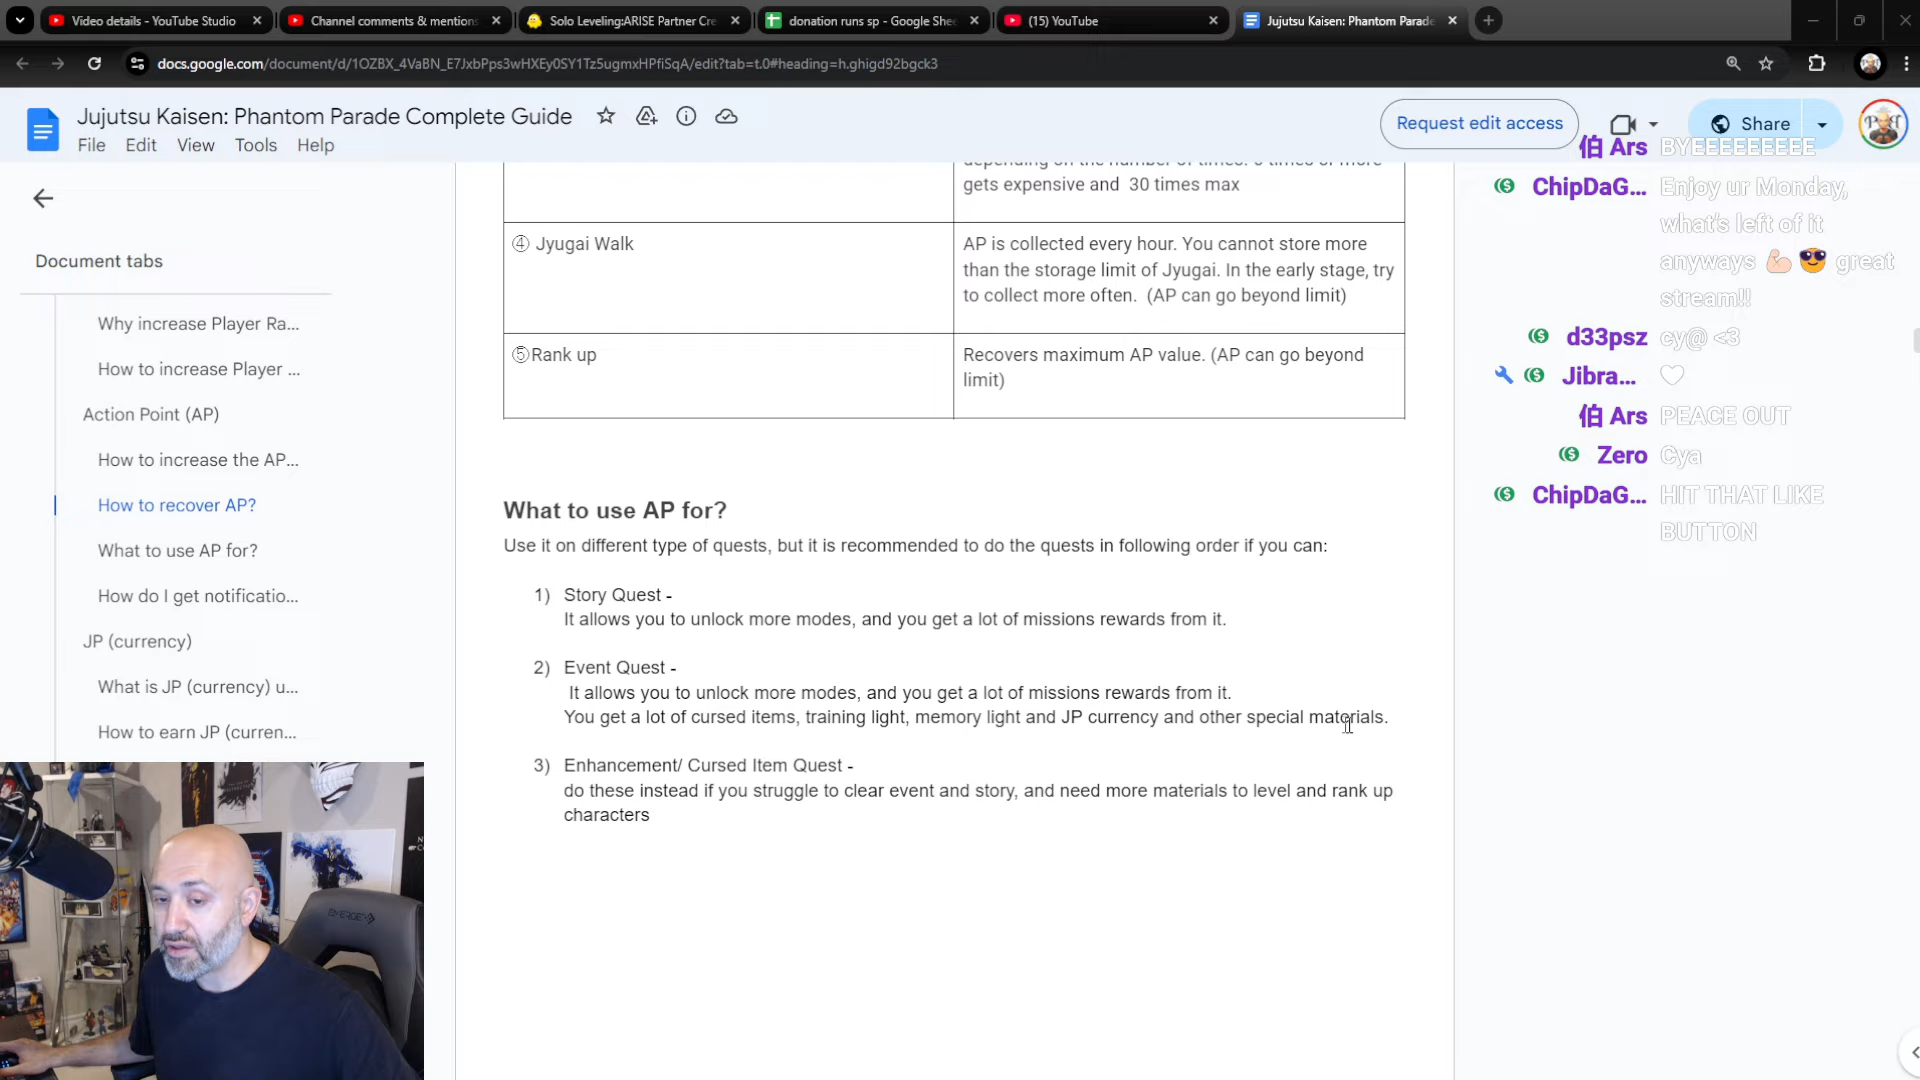 Video details - YouTube Studio
Channel comments & mentions
Solo Leveling:ARISE Partner Cre
donation runs sp - Google Shee
(15) YouTube
Jujutsu Kaisen: Phantom Parade
docs.google.com/document/d/1OZBX_4VaBN_E7JxbPps3wHXEy0SY1Tz5ugmxHPfiSqA/edit?tab=t.0#heading=h.ghigd92bgck3
Jujutsu Kaisen: Phantom Parade Complete Guide
File Edit View Tools Help
Request edit access
Share
Document tabs
Why increase Player Ra...
How to increase Player ...
Action Point (AP)
How to increase the AP...
How to recover AP?
What to use AP for?
How do I get notificatio...
JP (currency)
What is JP (currency) u...
How to earn JP (curren...
depending on the number of times. 6 times or more
gets expensive and 30 times max
④ Jyugai Walk
AP is collected every hour. You cannot store more
than the storage limit of Jyugai. In the early stage, try
to collect more often. (AP can go beyond limit)
⑤Rank up
Recovers maximum AP value. (AP can go beyond
limit)
What to use AP for?
Use it on different type of quests, but it is recommended to do the quests in following order if you can:
1) Story Quest -
It allows you to unlock more modes, and you get a lot of missions rewards from it.
2) Event Quest -
It allows you to unlock more modes, and you get a lot of missions rewards from it.
You get a lot of cursed items, training light, memory light and JP currency and other special materials.
3) Enhancement/ Cursed Item Quest -
do these instead if you struggle to clear event and story, and need more materials to level and rank up
characters
伯 Ars BYEEEEEEEEE
ChipDaG... Enjoy ur Monday,
what's left of it
anyways 💪🏻 😎 great
stream!!
d33psz cy@ <3
Jibra... ♡
伯 Ars PEACE OUT
Zero Cya
ChipDaG... HIT THAT LIKE
BUTTON